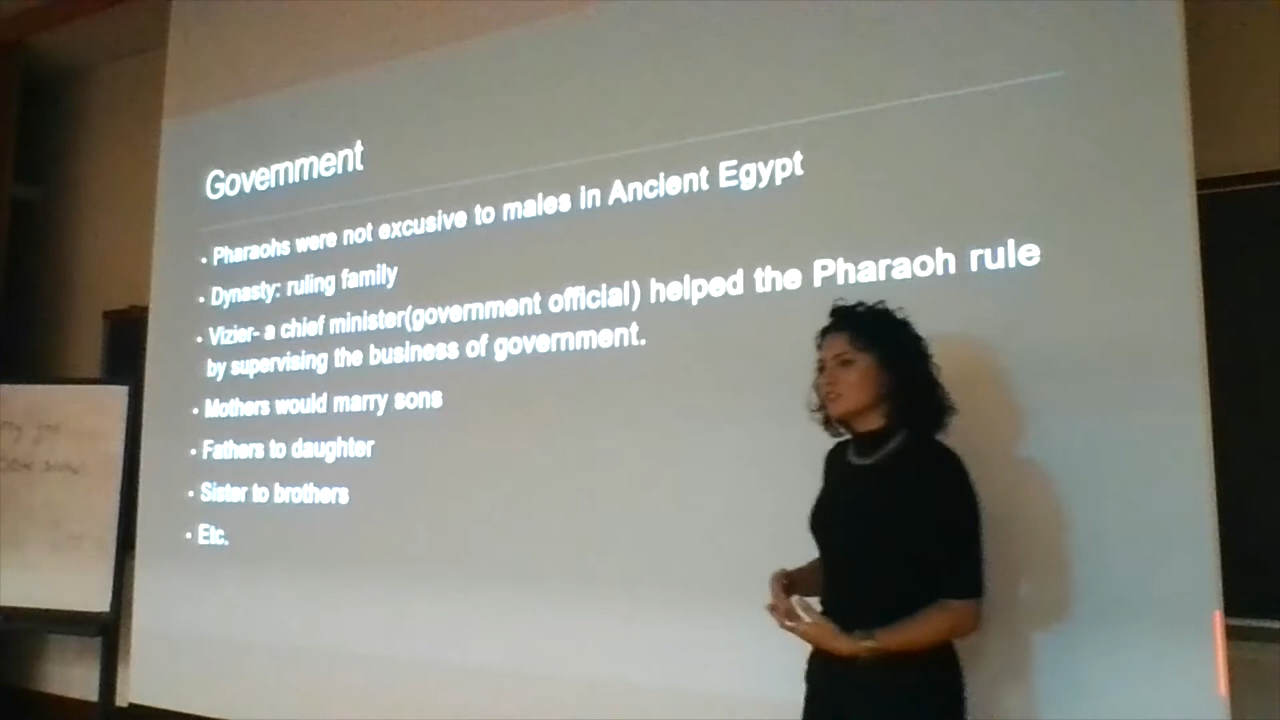 Government
• Pharaohs were not excusive to males in Ancient Egypt
• Dynasty: ruling family
• Vizier- a chief minister(government official) helped the Pharaoh rule
by supervising the business of government.
• Mothers would marry sons
• Fathers to daughter
• Sister to brothers
• Etc.